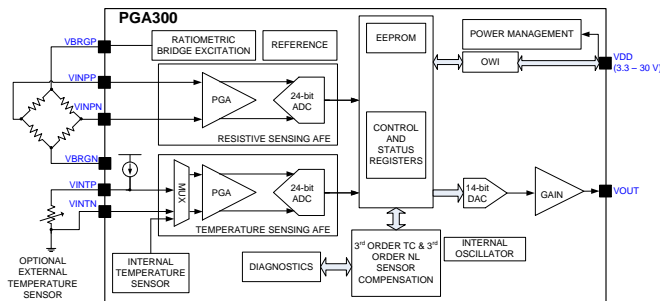 PGA300
VBRGP
RATIOMETRIC
BRIDGE EXCITATION
REFERENCE
EEPROM
POWER MANAGEMENT
VDD
(3.3 – 30 V)
OWI
VINPP
VINPN
PGA
24-bit
ADC
RESISTIVE SENSING AFE
CONTROL
AND
STATUS
REGISTERS
VBRGN
VINTP
VINTN
MUX
PGA
24-bit
ADC
TEMPERATURE SENSING AFE
14-bit
DAC
GAIN
VOUT
OPTIONAL
EXTERNAL
TEMPERATURE
SENSOR
INTERNAL
TEMPERATURE
SENSOR
DIAGNOSTICS
3rd ORDER TC & 3rd
ORDER NL
SENSOR
COMPENSATION
INTERNAL
OSCILLATOR